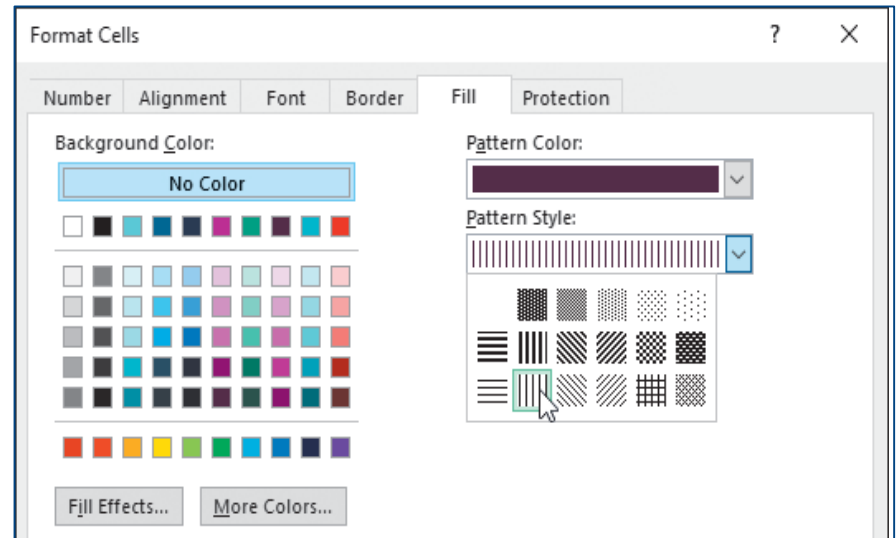 Format Cells ? ×
Number Alignment Font Border Fill Protection
Background Color:
No Color
Pattern Color:
Pattern Style:
Fill Effects... More Colors...